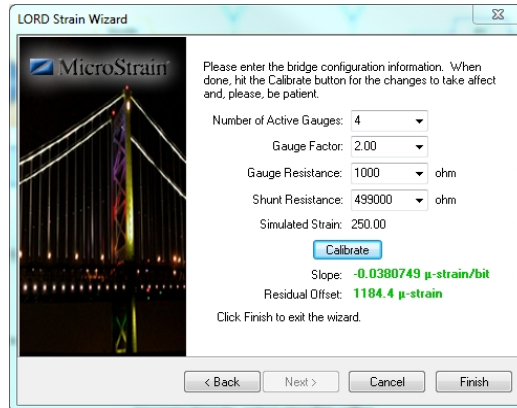 LORD Strain Wizard
MicroStrain
Please enter the bridge configuration information. When
done, hit the Calibrate button for the changes to take affect
and, please, be patient.
Number of Active Gauges: 4
Gauge Factor: 2.00
Gauge Resistance: 1000 ohm
Shunt Resistance: 499000 ohm
Simulated Strain: 250.00
Calibrate
Slope: -0.0380749 µ-strain/bit
Residual Offset: 1184.4 µ-strain
Click Finish to exit the wizard.
< Back Next > Cancel Finish